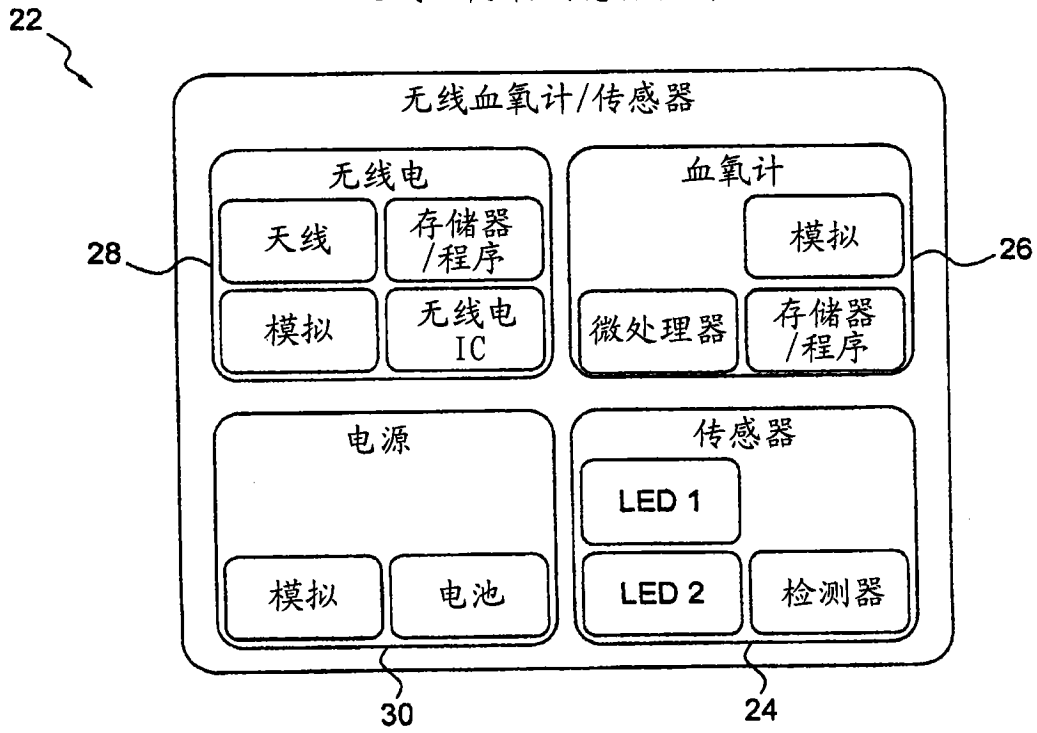 22
无线血氧计/传感器
无线电
天线
存储器
/程序
模拟
无线电
IC
28
血氧计
模拟
微处理器
存储器
/程序
26
电源
模拟
电池
30
传感器
LED 1
LED 2
检测器
24